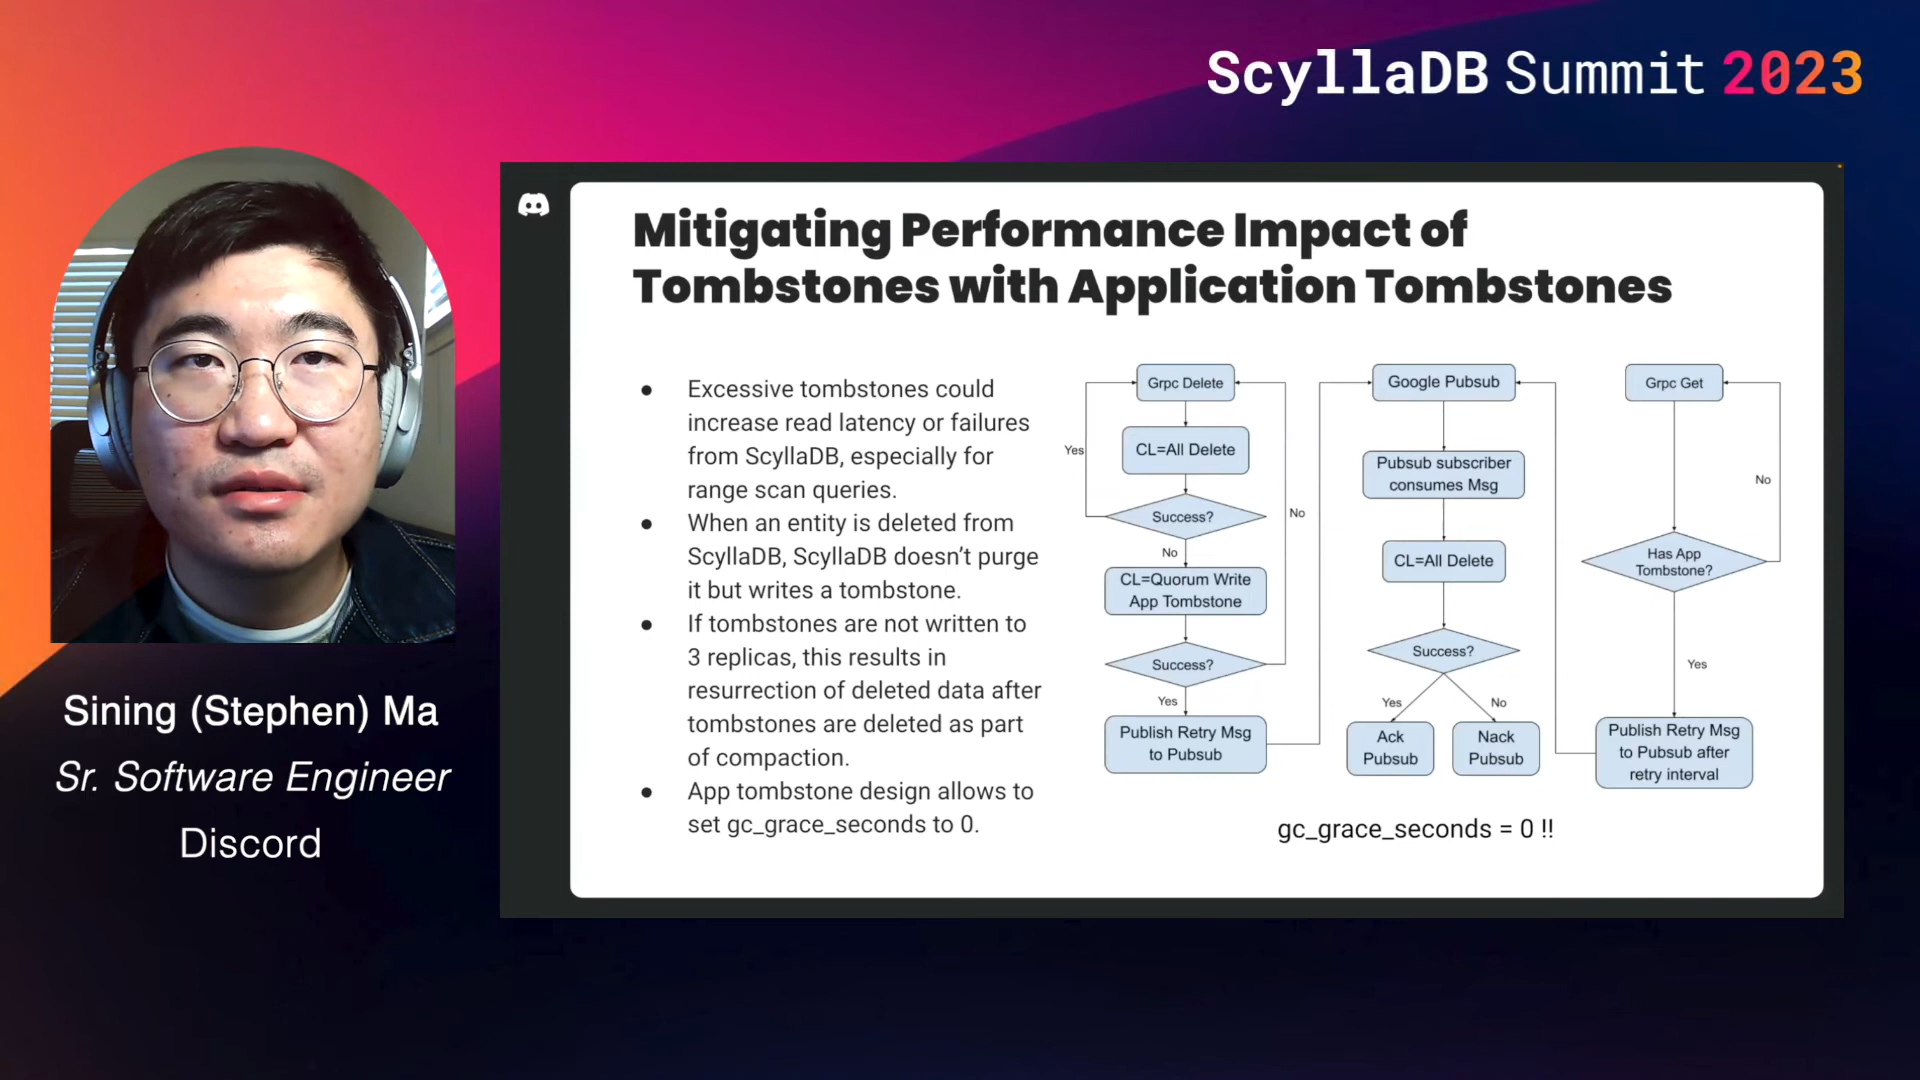 ScyllaDB Summit 2023
Mitigating Performance Impact of
Tombstones with Application Tombstones
● Excessive tombstones could
increase read latency or failures
from ScyllaDB, especially for
range scan queries.
● When an entity is deleted from
ScyllaDB, ScyllaDB doesn’t purge
it but writes a tombstone.
● If tombstones are not written to
3 replicas, this results in
resurrection of deleted data after
tombstones are deleted as part
of compaction.
● App tombstone design allows to
set gc_grace_seconds to 0.
Grpc Delete
CL=All Delete
Yes
Success?
No
No
CL=Quorum Write
App Tombstone
Success?
Yes
Publish Retry Msg
to Pubsub
Google Pubsub
Pubsub subscriber
consumes Msg
CL=All Delete
Success?
Yes
No
Ack
Pubsub
Nack
Pubsub
Grpc Get
No
Has App
Tombstone?
Yes
Publish Retry Msg
to Pubsub after
retry interval
gc_grace_seconds = 0 !!
Sining (Stephen) Ma
Sr. Software Engineer
Discord